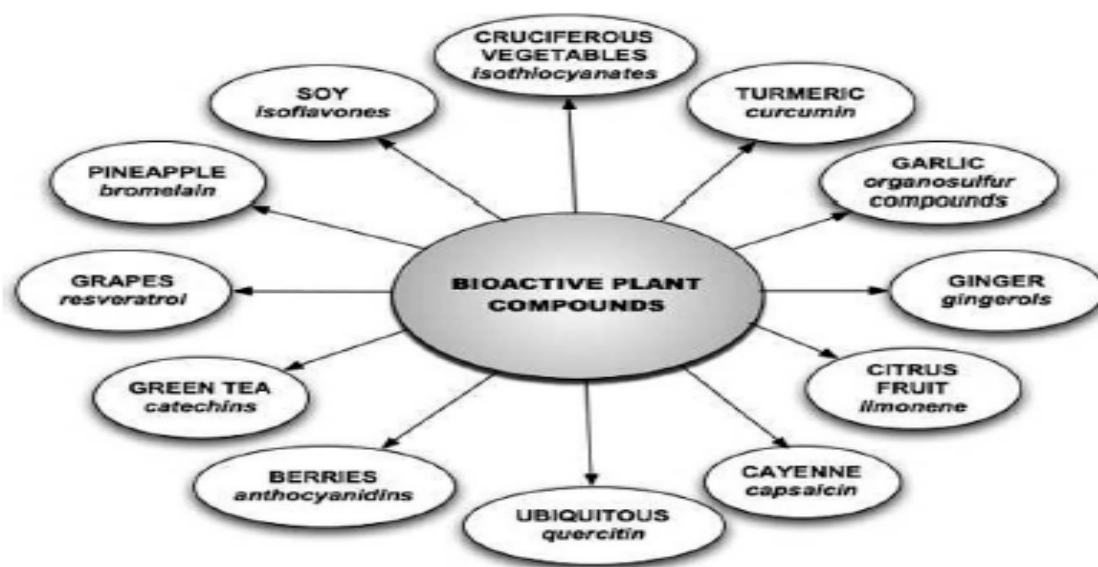 CRUCIFEROUS
VEGETABLES
isothiocyanates
SOY
isoflavones
TURMERIC
curcumin
PINEAPPLE
bromelain
GARLIC
organosulfur
compounds
BIOACTIVE PLANT
COMPOUNDS
GRAPES
resveratrol
GINGER
gingerols
GREEN TEA
catechins
CITRUS
FRUIT
limonene
BERRIES
anthocyanidins
CAYENNE
capsaicin
UBIQUITOUS
quercitin